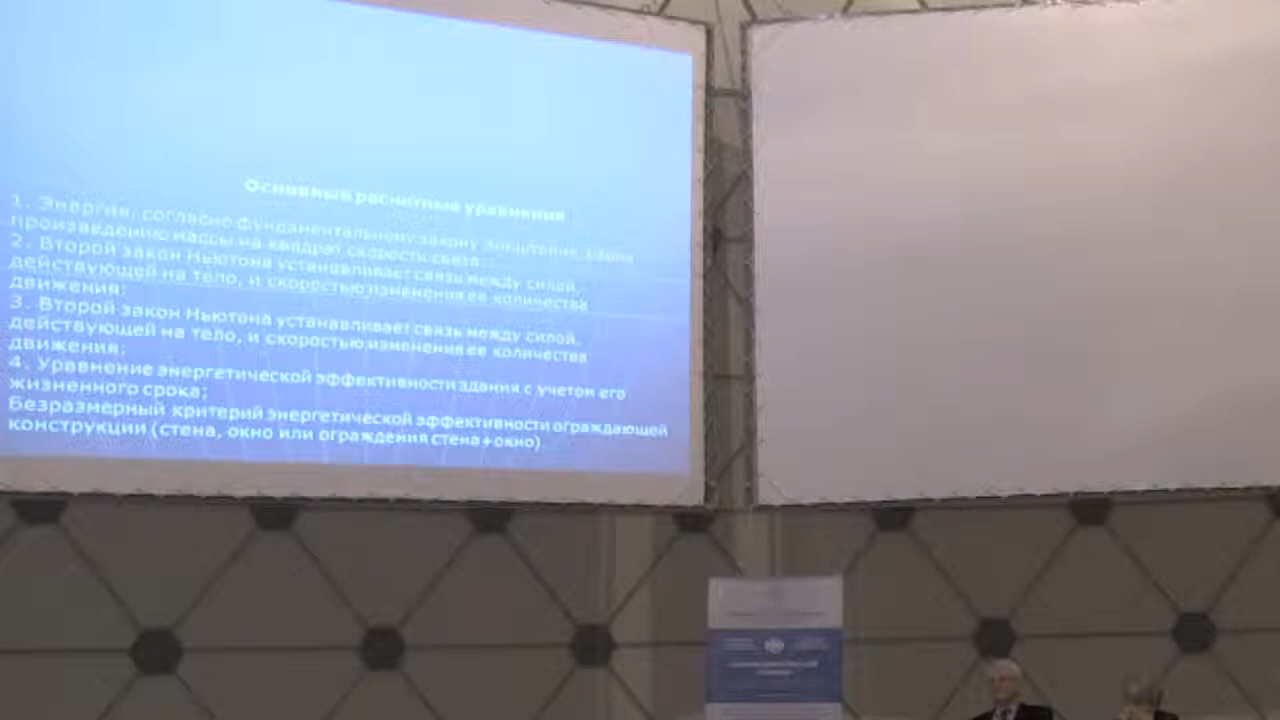 Основные расчетные уравнения
1. Энергия, согласно фундаментальному закону Эйнштейна, равна
произведению массы на квадрат скорости света.
2. Второй закон Ньютона устанавливает связь между силой,
действующей на тело, и скоростью изменения ее количества
движения;
3. Второй закон Ньютона устанавливает связь между силой,
действующей на тело, и скоростью изменения ее количества
движения;
4. Уравнение энергетической эффективности здания с учетом его
жизненного срока;
Безразмерный критерий энергетической эффективности ограждающей
конструкции (стена, окно или ограждения стена+окно)